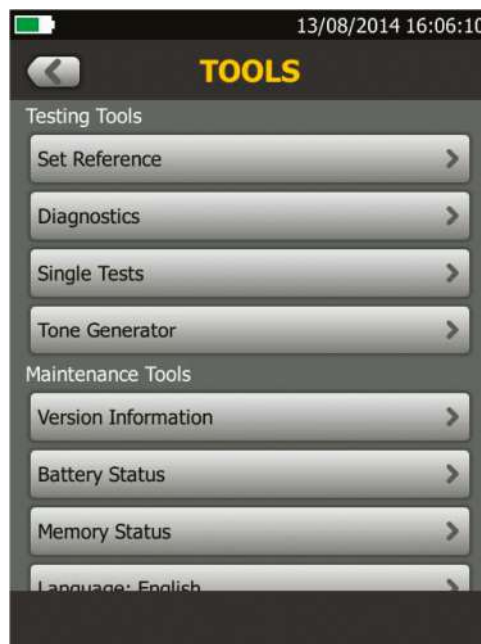 13/08/2014 16:06:10
TOOLS
Testing Tools
Set Reference
Diagnostics
Single Tests
Tone Generator
Maintenance Tools
Version Information
Battery Status
Memory Status
Language: English